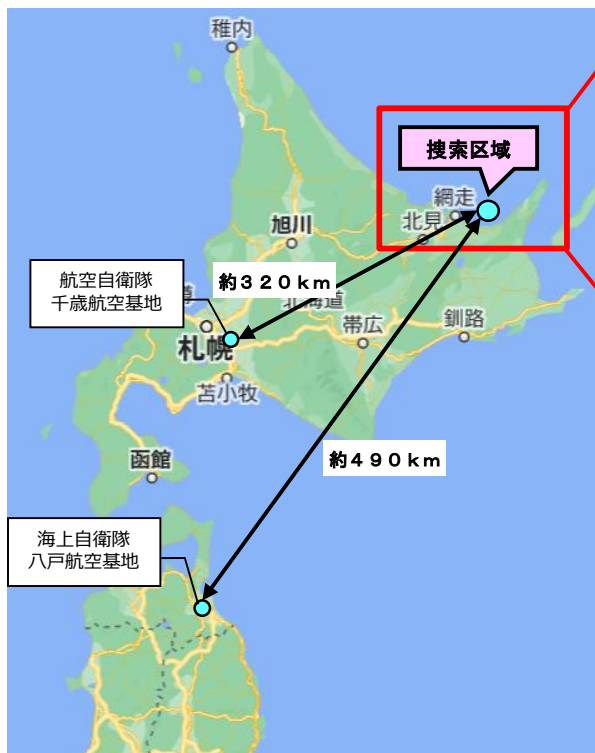 稚内
捜索区域
網走
北見
旭川
航空自衛隊
千歳航空基地
約３２０ｋｍ
北海道
帯広
釧路
札幌
苫小牧
約４９０ｋｍ
函館
海上自衛隊
八戸航空基地